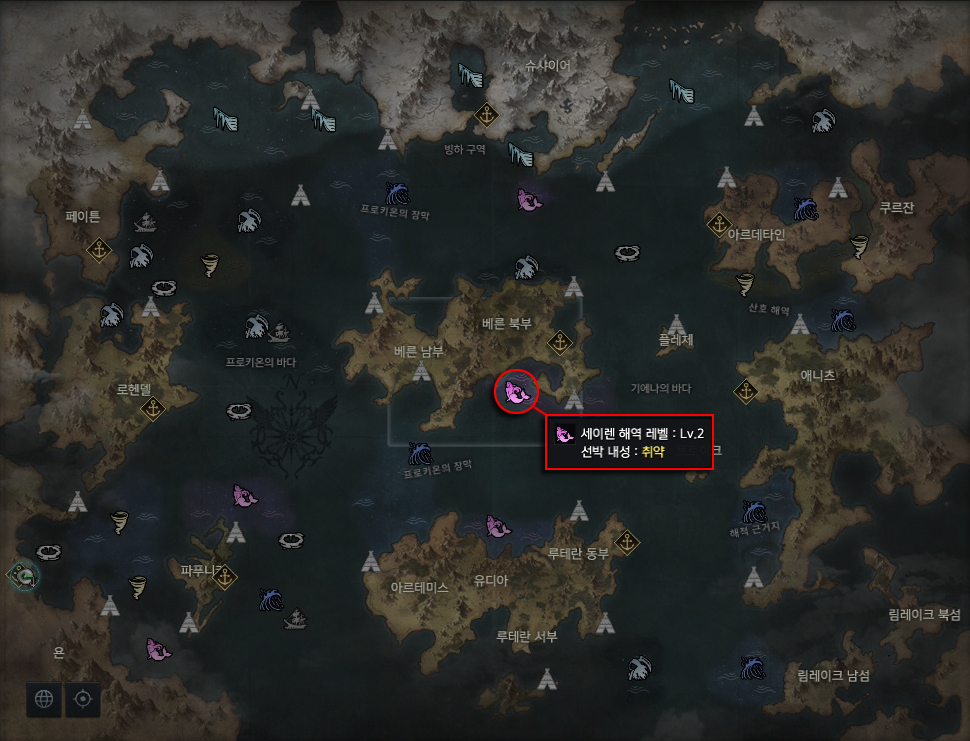 슈샤이어
빙하 구역
프로키온의 장막
페이튼
아르데타인
쿠르잔
산호 해역
베른 북부
베른 남부
플레체
프로키온의 바다
기에나의 바다
로헨델
애니츠
세이렌 해역 레벨 : Lv.2
선박 내성 : 취약
크
프로키온의 장막
해적 근거지
파푸니카
루테란 동부
유디아
아르테미스
루테란 서부
림레이크 북섬
욘
림레이크 남섬